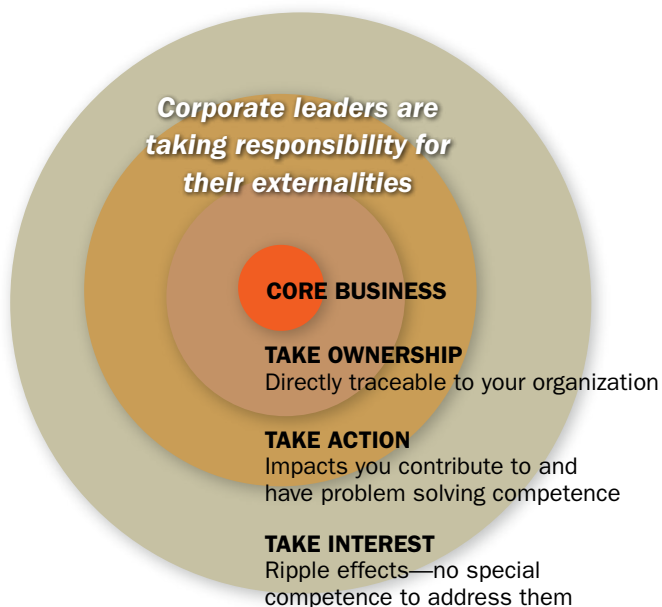 Corporate leaders are
taking responsibility for
their externalities
CORE BUSINESS
TAKE OWNERSHIP
Directly traceable to your organization
TAKE ACTION
Impacts you contribute to and
have problem solving competence
TAKE INTEREST
Ripple effects—no special
competence to address them